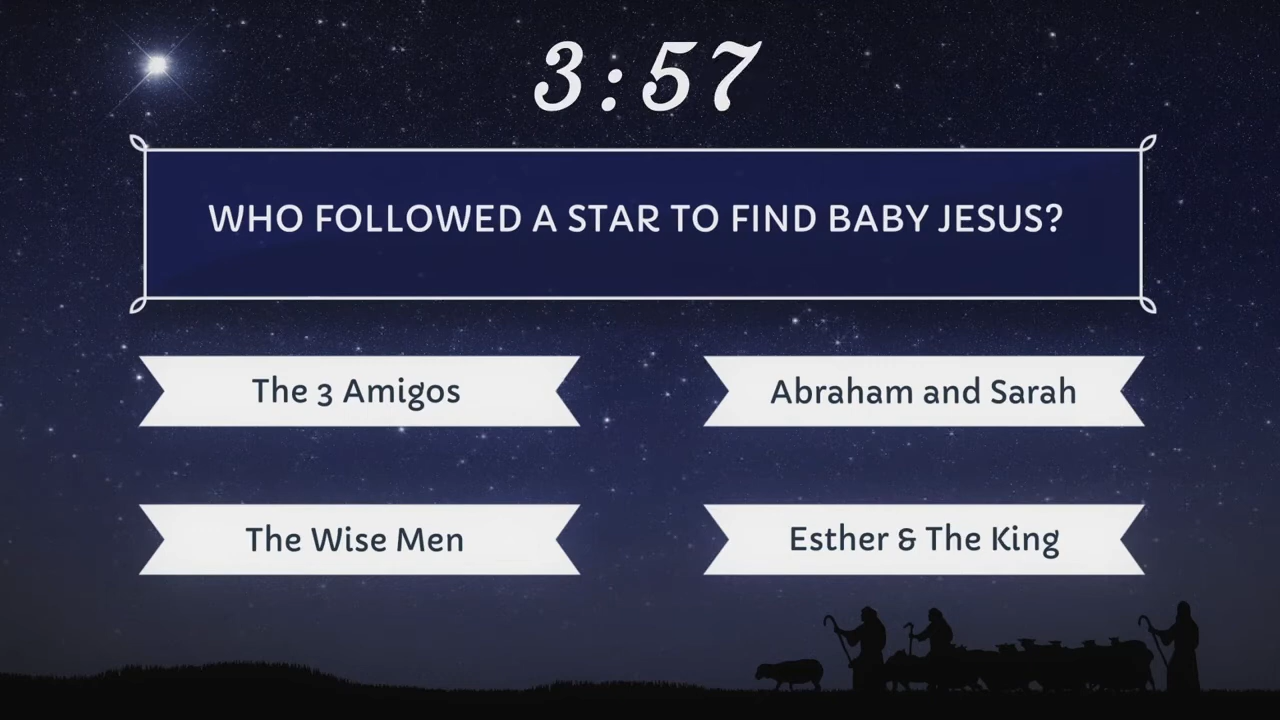 3:57
WHO FOLLOWED A STAR TO FIND BABY JESUS?
The 3 Amigos
Abraham and Sarah
The Wise Men
Esther & The King